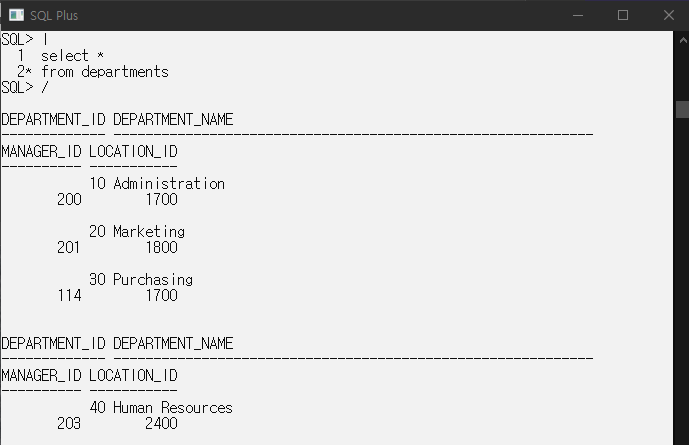 SQL Plus
SQL> l
  1  select *
  2* from departments
SQL> /
DEPARTMENT_ID DEPARTMENT_NAME
------------- ------------------------------------------------------------
MANAGER_ID LOCATION_ID
---------- -----------
           10 Administration
       200        1700
           20 Marketing
       201        1800
           30 Purchasing
       114        1700
DEPARTMENT_ID DEPARTMENT_NAME
------------- ------------------------------------------------------------
MANAGER_ID LOCATION_ID
---------- -----------
           40 Human Resources
       203        2400